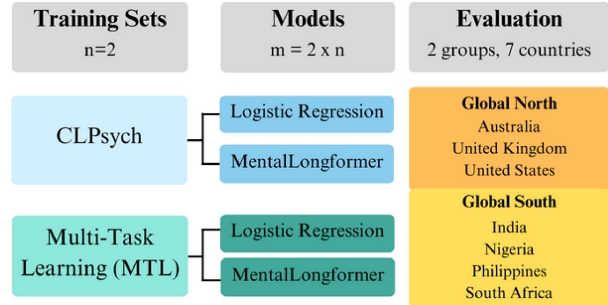 Training Sets
n=2
Models
m = 2 x n
Evaluation
2 groups, 7 countries
CLPsych
Logistic Regression
MentalLongformer
Multi-Task
Learning (MTL)
Logistic Regression
MentalLongformer
Global North
Australia
United Kingdom
United States
Global South
India
Nigeria
Philippines
South Africa